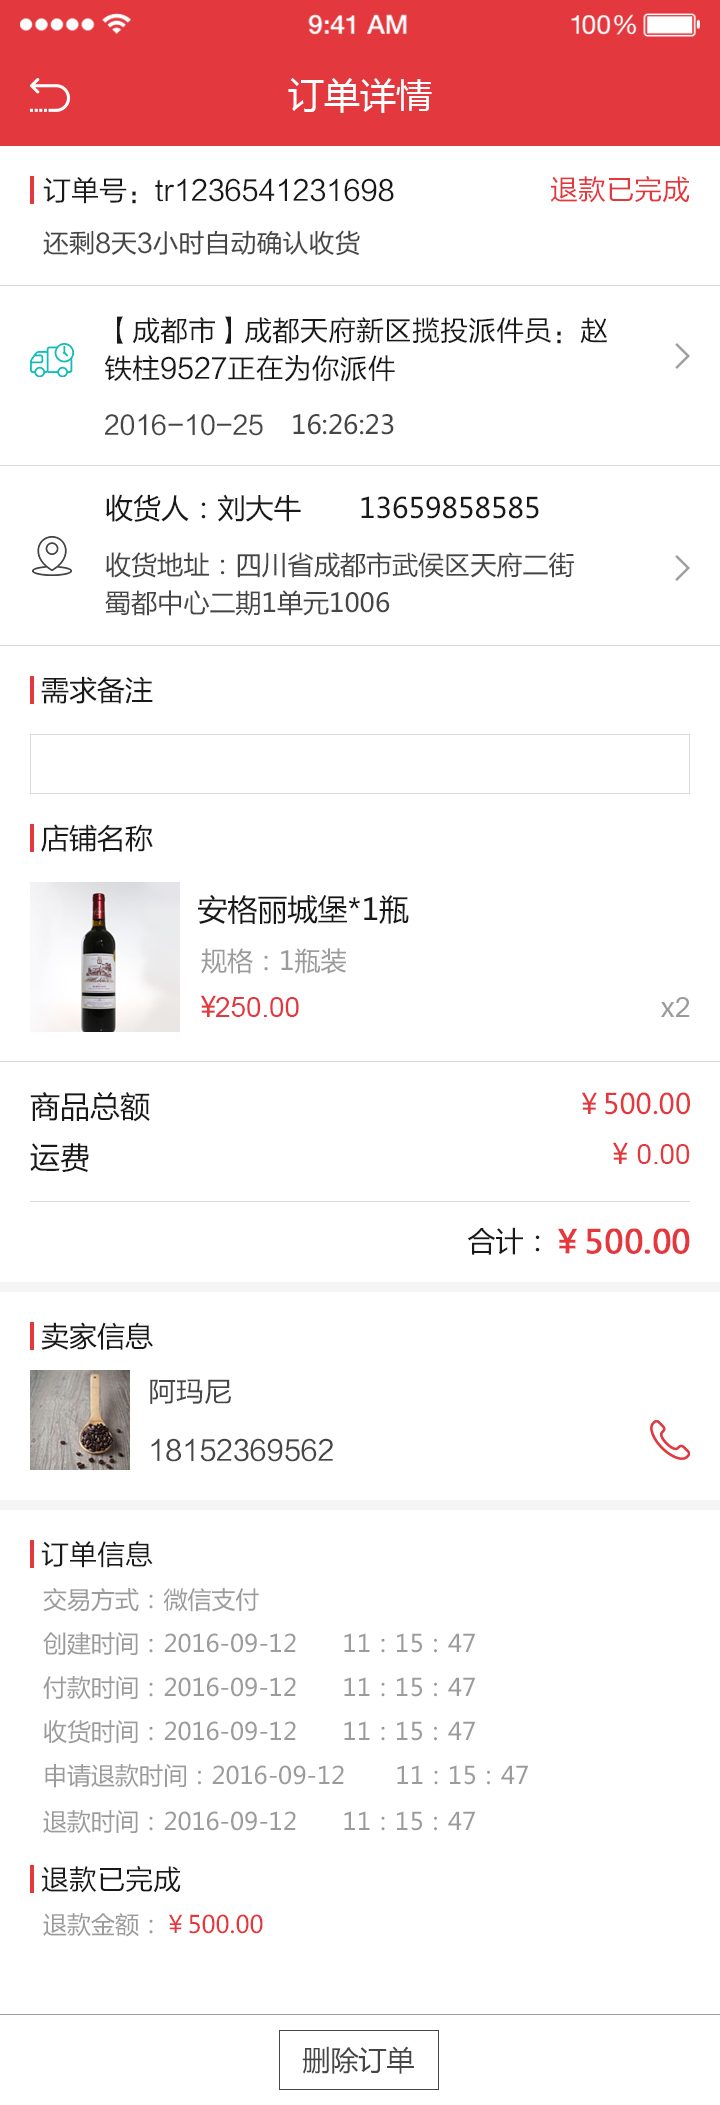 9:41 AM 100%
订单详情
订单号：tr1236541231698 退款已完成
还剩8天3小时自动确认收货
【成都市】成都天府新区揽投派件员：赵
铁柱9527正在为你派件
2016-10-25 16:26:23
收货人：刘大牛 13659858585
收货地址：四川省成都市武侯区天府二街
蜀都中心二期1单元1006
需求备注
店铺名称
安格丽城堡*1瓶
规格：1瓶装
¥250.00 x2
商品总额 ¥500.00
运费 ¥ 0.00
合计：¥500.00
卖家信息
阿玛尼
18152369562
订单信息
交易方式：微信支付
创建时间：2016-09-12 11：15：47
付款时间：2016-09-12 11：15：47
收货时间：2016-09-12 11：15：47
申请退款时间：2016-09-12 11：15：47
退款时间：2016-09-12 11：15：47
退款已完成
退款金额：¥500.00
删除订单